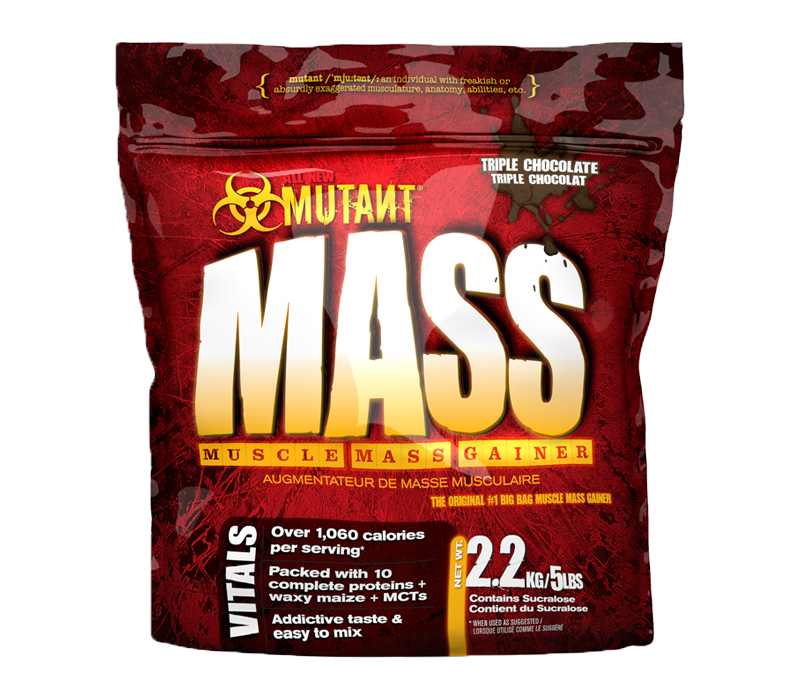 { mutant /'mju:tənt/: an individual with freakish or
absurdly exaggerated musculature, anatomy, abilities, etc. }
TRIPLE CHOCOLATE
TRIPLE CHOCOLAT
ALL NEW
MUTANT®
MASS
MUSCLE MASS GAINER
AUGMENTATEUR DE MASSE MUSCULAIRE
THE ORIGINAL #1 BIG BAG MUSCLE MASS GAINER
VITALS
Over 1,060 calories
per serving*
Packed with 10
complete proteins +
waxy maize + MCTs
Addictive taste &
easy to mix
NET WT.
2.2 KG/5LBS
Contains Sucralose
Contient du Sucralose
* WHEN USED AS SUGGESTED /
LORSQUE UTILISÉ COMME LE SUGGÉRÉ